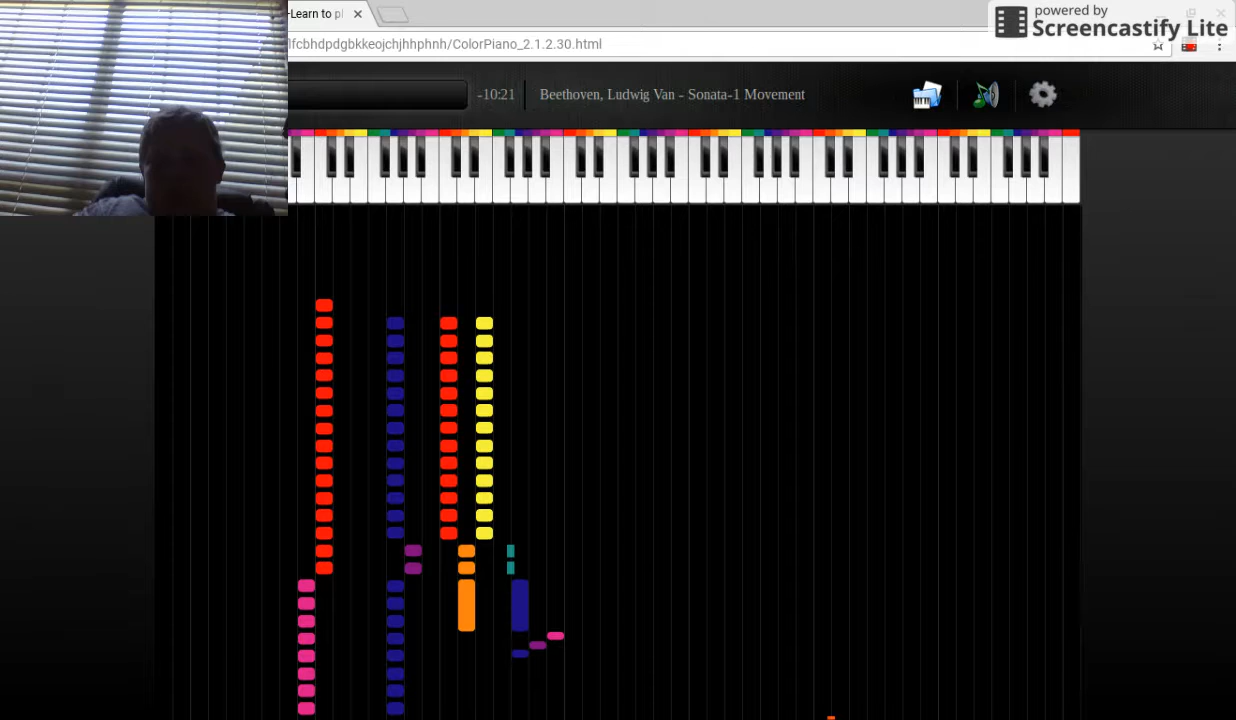 -Learn to pl
powered by
Screencastify Lite
lfcbhdpdgbkkeojchjhhphnh/ColorPiano_2.1.2.30.html
-10:21
Beethoven, Ludwig Van - Sonata-1 Movement